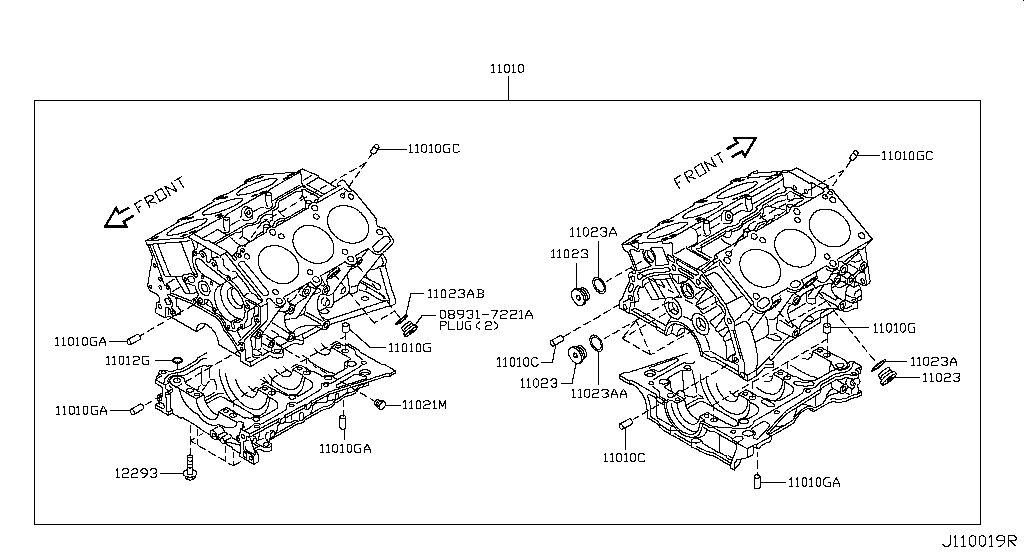 11010
11010GC
FRONT
11023AB
08931-7221A
PLUG(2)
11010GA
11012G
11010G
11010GA
11021M
11010GA
12293
11010GC
FRONT
11023A
11023
11010G
11010C
11023
11023AA
11023A
11023
11010C
11010GA
J110019R